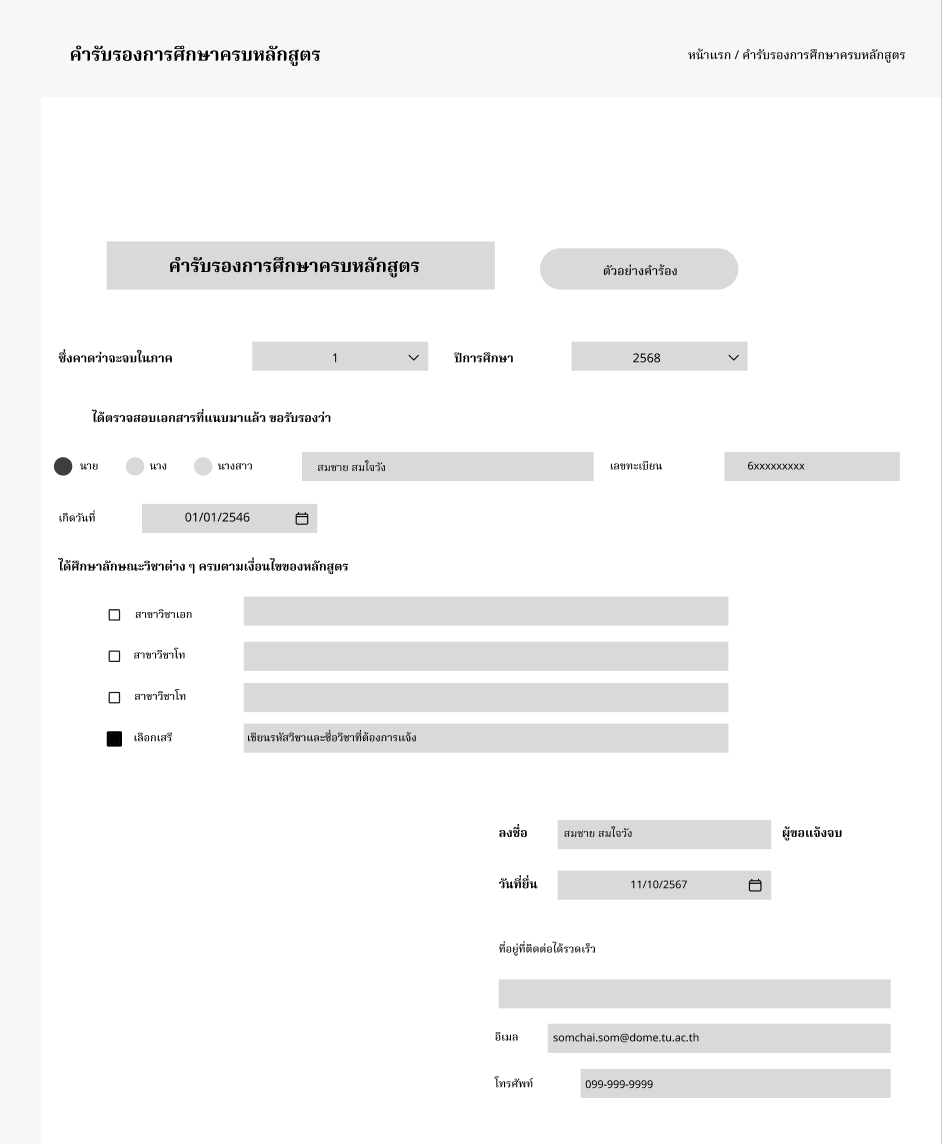 คำรับรองการศึกษาครบหลักสูตร
หน้าแรก / คำรับรองการศึกษาครบหลักสูตร
คำรับรองการศึกษาครบหลักสูตร
ตัวอย่างคำร้อง
ซึ่งคาดว่าจะจบในภาค 1 ปีการศึกษา 2568
ได้ตรวจสอบเอกสารที่แนบมาแล้ว ขอรับรองว่า
นาย นาง นางสาว สมชาย สมใจวัง เลขทะเบียน 6xxxxxxxxx
เกิดวันที่ 01/01/2546
ได้ศึกษาลักษณะวิชาต่าง ๆ ครบตามเงื่อนไขของหลักสูตร
สาขาวิชาเอก
สาขาวิชาโท
สาขาวิชาโท
เลือกเสรี เขียนรหัสวิชาและชื่อวิชาที่ต้องการแจ้ง
ลงชื่อ สมชาย สมใจวัง ผู้ขอแจ้งจบ
วันที่ยื่น 11/10/2567
ที่อยู่ที่ติดต่อได้รวดเร็ว
อีเมล somchai.som@dome.tu.ac.th
โทรศัพท์ 099-999-9999